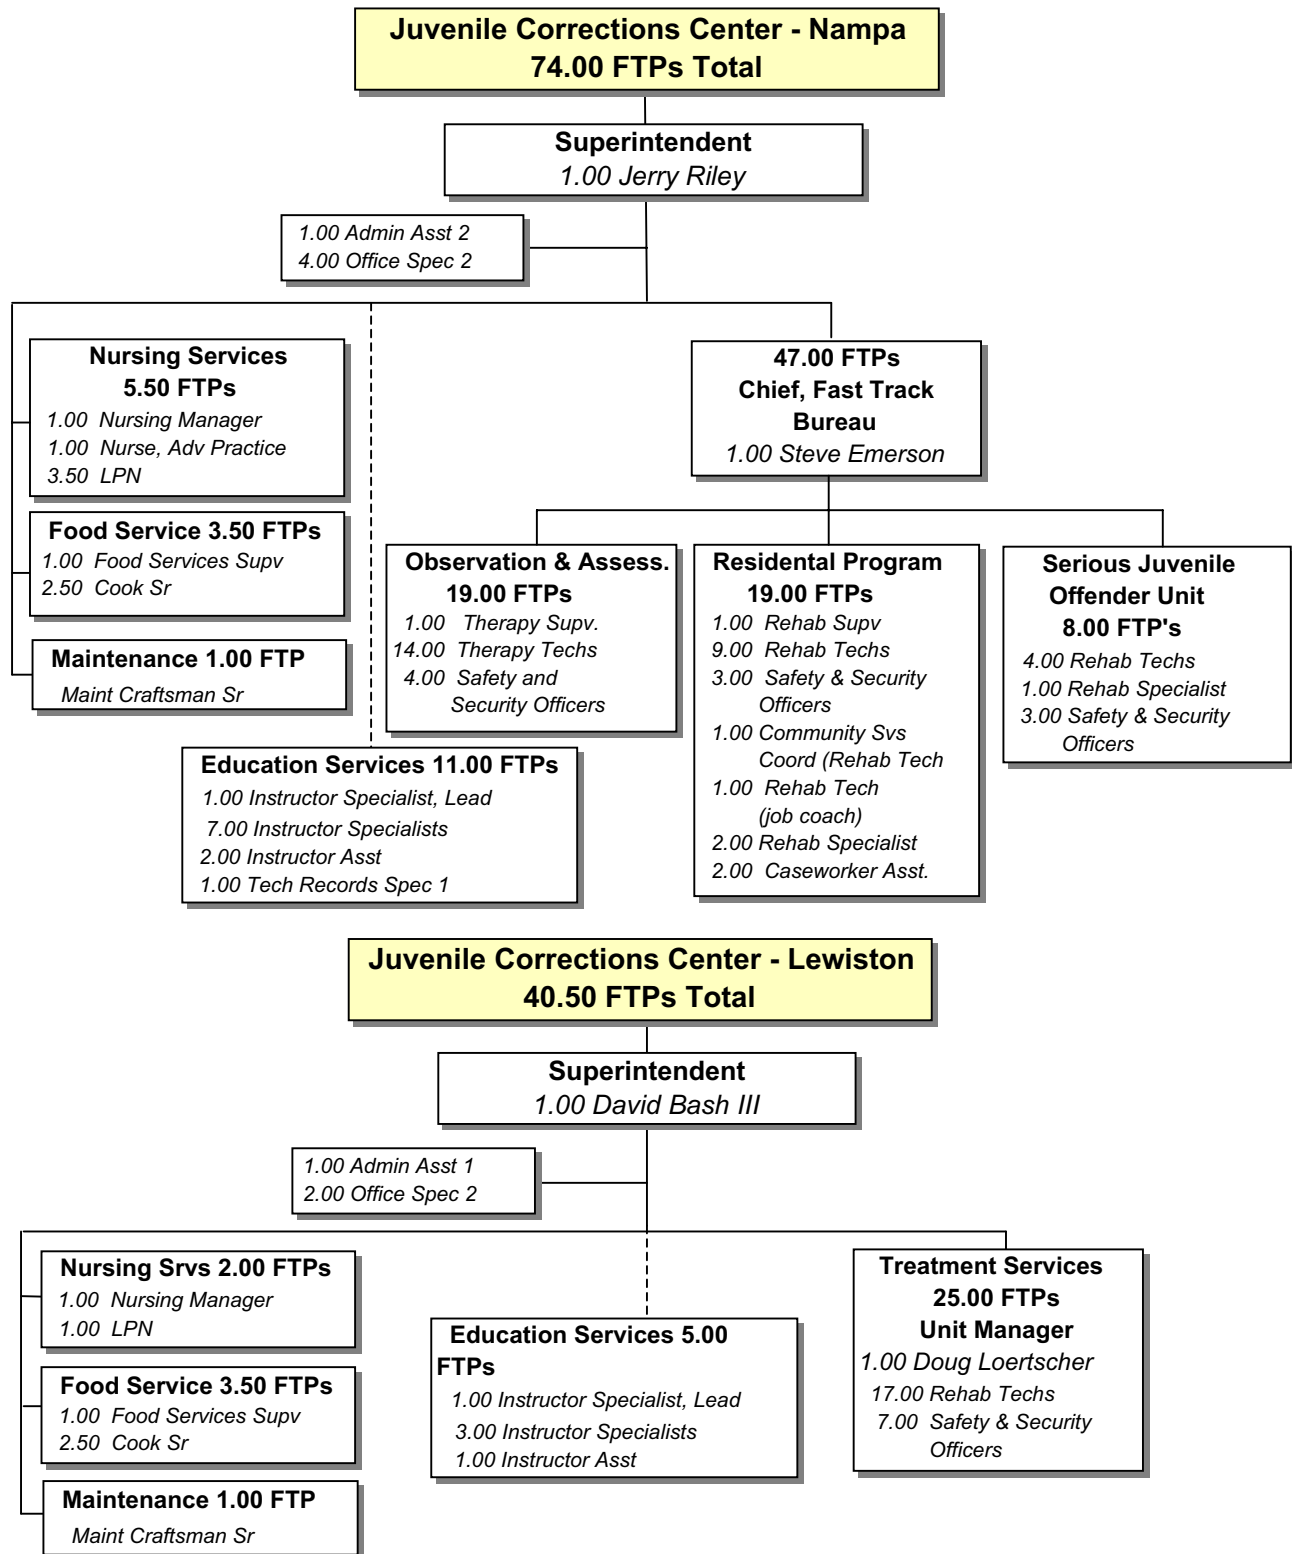 Juvenile Corrections Center - Nampa
74.00 FTPs Total
Superintendent
1.00 Jerry Riley
1.00 Admin Asst 2
4.00 Office Spec 2
Nursing Services
5.50 FTPs
1.00 Nursing Manager
1.00 Nurse, Adv Practice
3.50 LPN
Food Service 3.50 FTPs
1.00 Food Services Supv
2.50 Cook Sr
Maintenance 1.00 FTP
Maint Craftsman Sr
47.00 FTPs
Chief, Fast Track
Bureau
1.00 Steve Emerson
Observation & Assess.
19.00 FTPs
1.00 Therapy Supv.
14.00 Therapy Techs
4.00 Safety and
Security Officers
Residental Program
19.00 FTPs
1.00 Rehab Supv
9.00 Rehab Techs
3.00 Safety & Security
Officers
1.00 Community Svs
Coord (Rehab Tech
1.00 Rehab Tech
(job coach)
2.00 Rehab Specialist
2.00 Caseworker Asst.
Serious Juvenile
Offender Unit
8.00 FTP's
4.00 Rehab Techs
1.00 Rehab Specialist
3.00 Safety & Security
Officers
Education Services 11.00 FTPs
1.00 Instructor Specialist, Lead
7.00 Instructor Specialists
2.00 Instructor Asst
1.00 Tech Records Spec 1
Juvenile Corrections Center - Lewiston
40.50 FTPs Total
Superintendent
1.00 David Bash III
1.00 Admin Asst 1
2.00 Office Spec 2
Nursing Srvs 2.00 FTPs
1.00 Nursing Manager
1.00 LPN
Food Service 3.50 FTPs
1.00 Food Services Supv
2.50 Cook Sr
Maintenance 1.00 FTP
Maint Craftsman Sr
Education Services 5.00
FTPs
1.00 Instructor Specialist, Lead
3.00 Instructor Specialists
1.00 Instructor Asst
Treatment Services
25.00 FTPs
Unit Manager
1.00 Doug Loertscher
17.00 Rehab Techs
7.00 Safety & Security
Officers